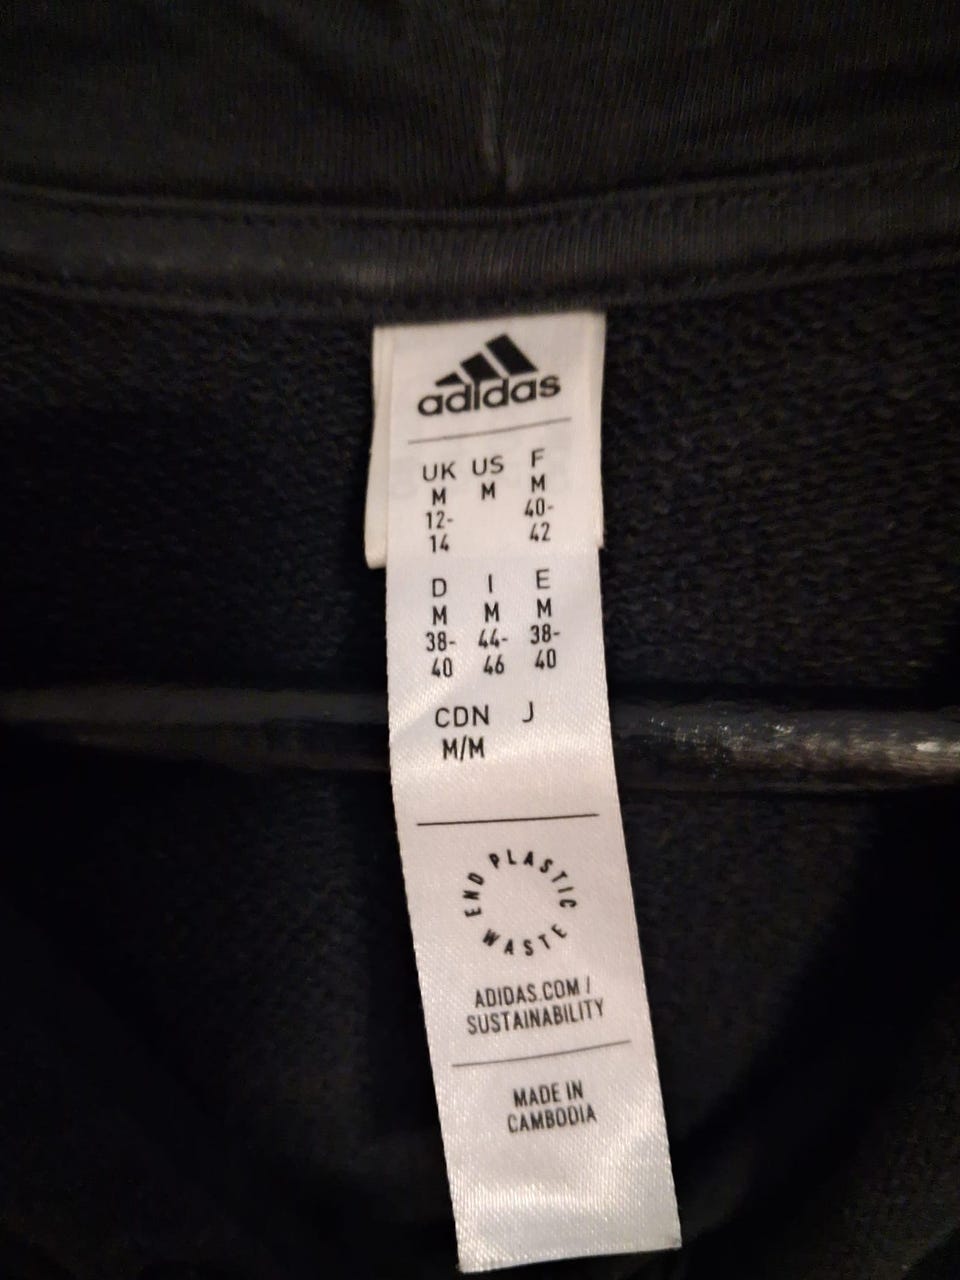 adidas
UK US F
M M M
12- 40-
14 42
D I E
M M M
38- 44- 38-
40 46 40
CDN J
M/M
END PLASTIC WASTE
ADIDAS.COM/
SUSTAINABILITY
MADE IN
CAMBODIA